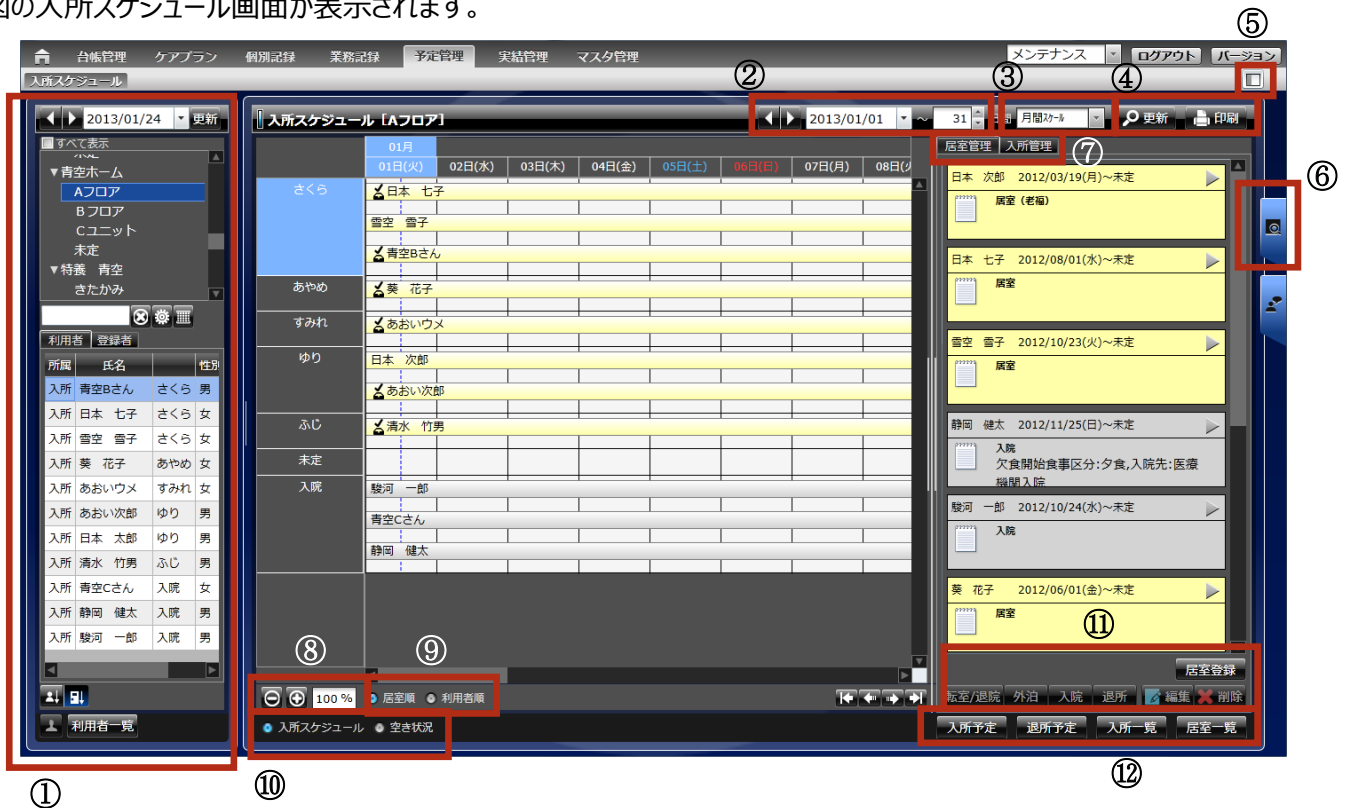 図の入所スケジュール画面が表示されます。
⑤
台帳管理 ケアプラン 個別記録 業務記録 予定管理 実績管理 マスタ管理 メンテナンス ログアウト バージョン
入所スケジュール
② ③ ④
2013/01/24 更新
すべて表示
▼青空ホーム
Aフロア
Bフロア
Cユニット
未定
▼特養 青空
きたかみ
利用者 登録者
所属 氏名 性別
入所 青空Bさん さくら 男
入所 日本 七子 さくら 女
入所 雪空 雪子 さくら 女
入所 葵 花子 あやめ 女
入所 あおいウメ すみれ 女
入所 あおい次郎 ゆり 男
入所 日本 太郎 ゆり 男
入所 清水 竹男 ふじ 男
入所 青空Cさん 入院 女
入所 静岡 健太 入院 男
入所 駿河 一郎 入院 男
利用者一覧
①
入所スケジュール [Aフロア] 2013/01/01 ~ 31 月間スケール 更新 印刷
01月
01日(火) 02日(水) 03日(木) 04日(金) 05日(土) 06日(日) 07日(月) 08日(火
さくら 日本 七子
雪空 雪子
青空Bさん
あやめ 葵 花子
すみれ あおいウメ
ゆり 日本 次郎
あおい次郎
ふじ 清水 竹男
未定
入院 駿河 一郎
青空Cさん
静岡 健太
⑧ ⑨
100 % 居室順 利用者順
入所スケジュール 空き状況
⑩
居室管理 入所管理 ⑦
⑥
日本 次郎 2012/03/19(月)~未定
居室 (老福)
日本 七子 2012/08/01(水)~未定
居室
雪空 雪子 2012/10/23(火)~未定
居室
静岡 健太 2012/11/25(日)~未定
入院
欠食開始食事区分:夕食,入院先:医療
機関入院
駿河 一郎 2012/10/24(水)~未定
入院
葵 花子 2012/06/01(金)~未定
居室
⑪
居室登録
転室/退院 外泊 入院 退所 編集 削除
入所予定 退所予定 入所一覧 居室一覧
⑫